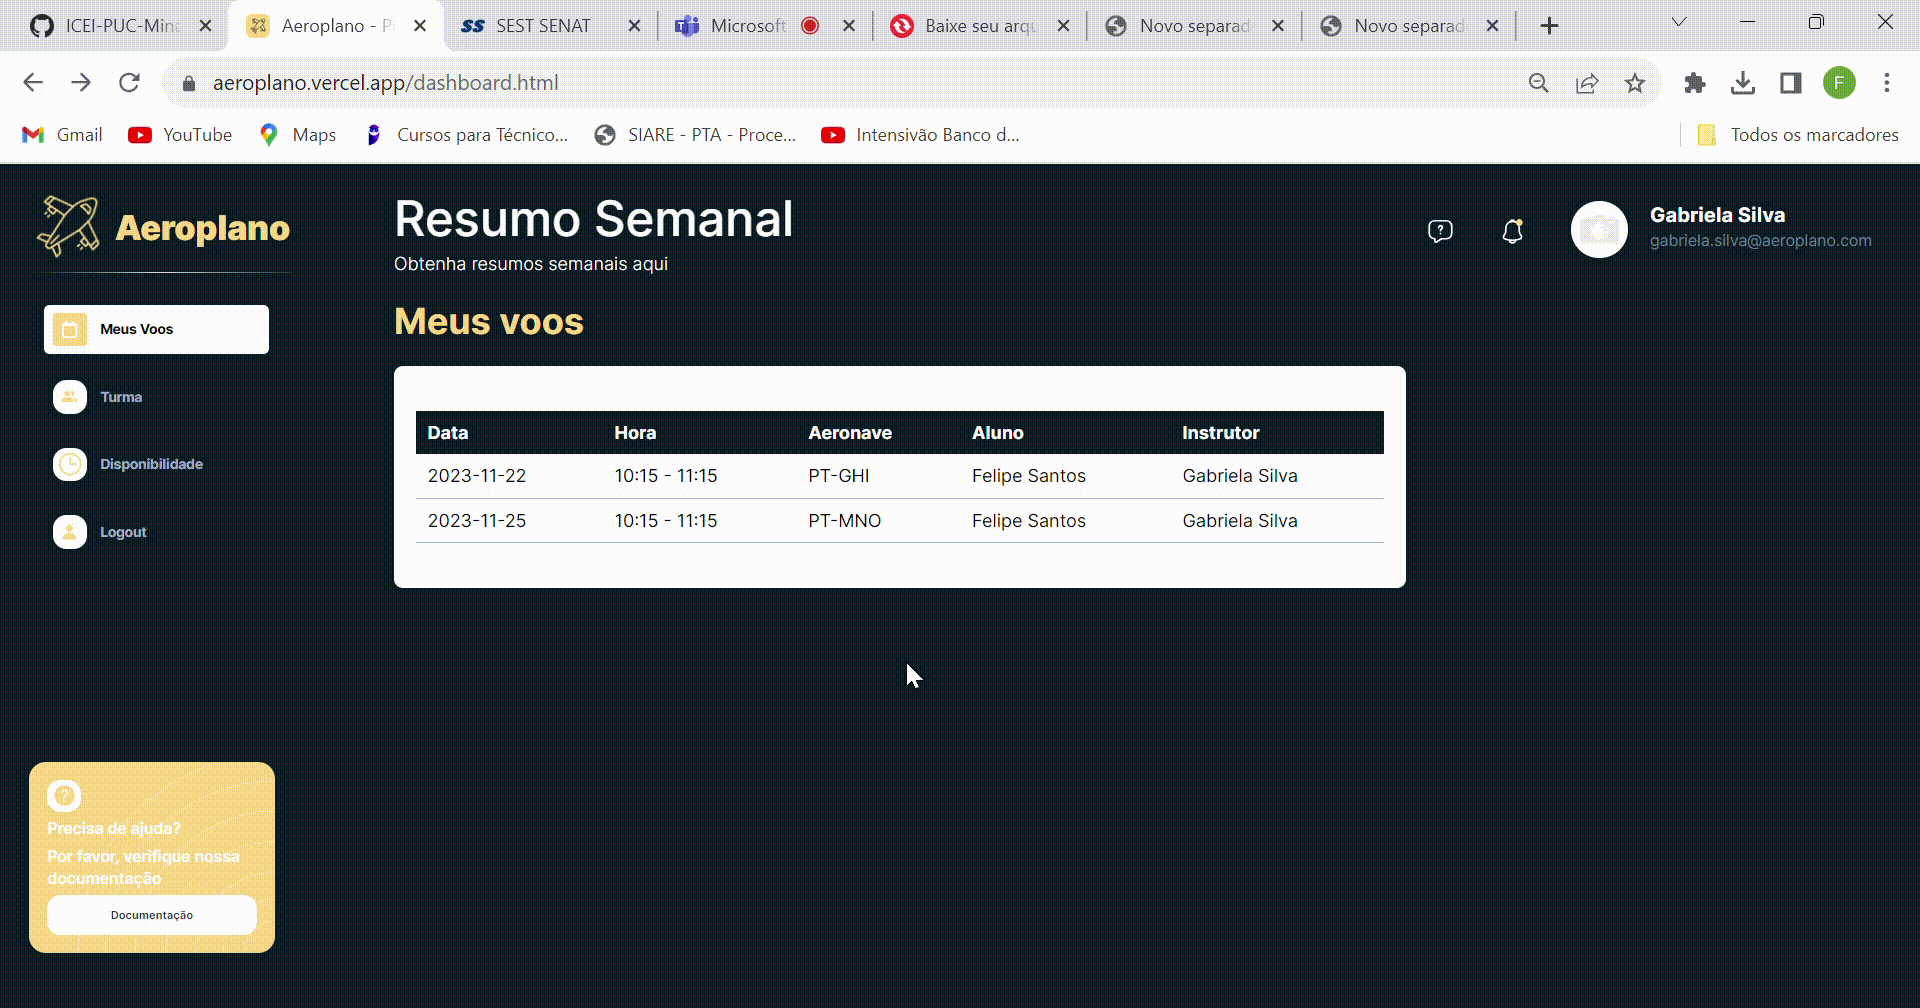 ICEI-PUC-Min
Aeroplano - P
SEST SENAT
Microsoft
Baixe seu arqu
Novo separad
Novo separad
aeroplano.vercel.app/dashboard.html
F
Gmail
YouTube
Maps
Cursos para Técnico...
SIARE - PTA - Proce...
Intensivão Banco d...
Todos os marcadores
Aeroplano
Resumo Semanal
Obtenha resumos semanais aqui
Gabriela Silva
gabriela.silva@aeroplano.com
Meus Voos
Turma
Disponibilidade
Logout
Meus voos
Data Hora Aeronave Aluno Instrutor
2023-11-22 10:15 - 11:15 PT-GHI Felipe Santos Gabriela Silva
2023-11-25 10:15 - 11:15 PT-MNO Felipe Santos Gabriela Silva
Precisa de ajuda?
Por favor, verifique nossa
documentação
Documentação